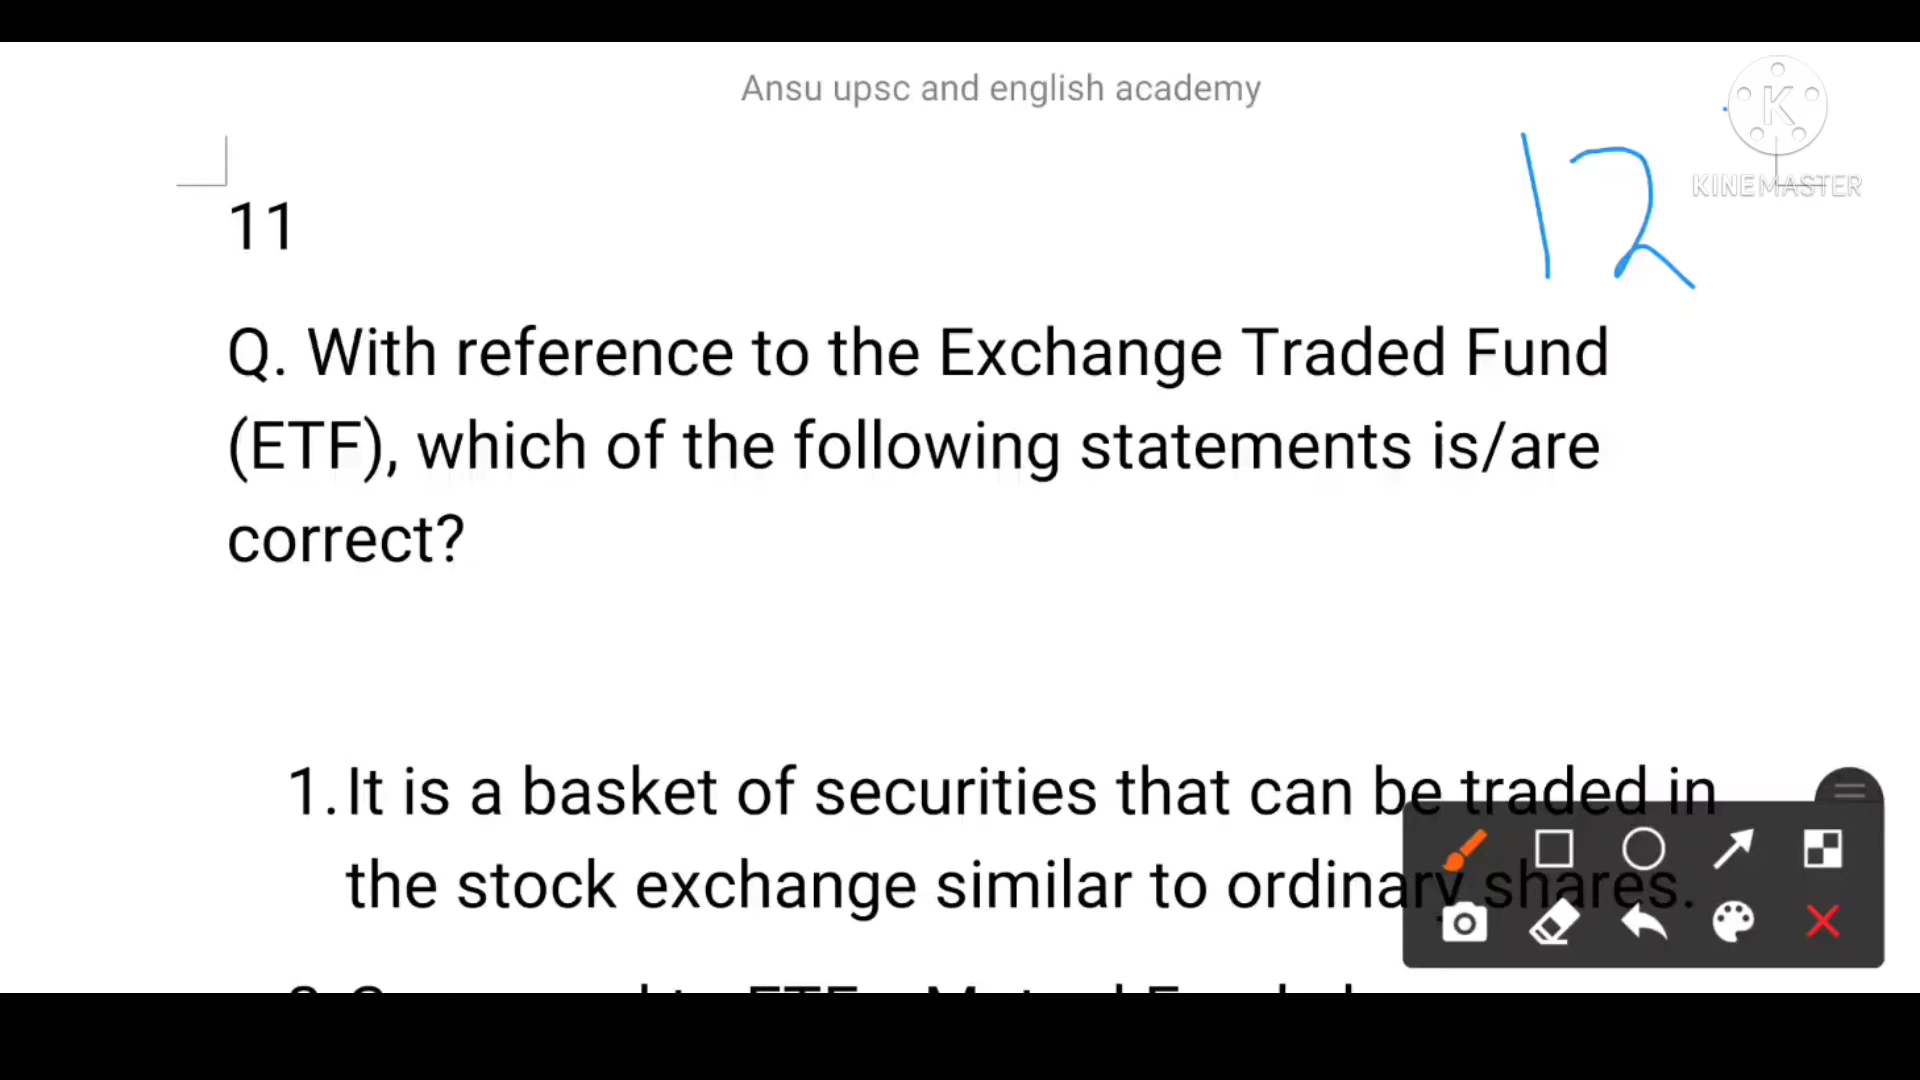 Ansu upsc and english academy
K
KINEMASTER
12
11
Q. With reference to the Exchange Traded Fund
(ETF), which of the following statements is/are
correct?
1. It is a basket of securities that can be traded in
the stock exchange similar to ordinary shares.